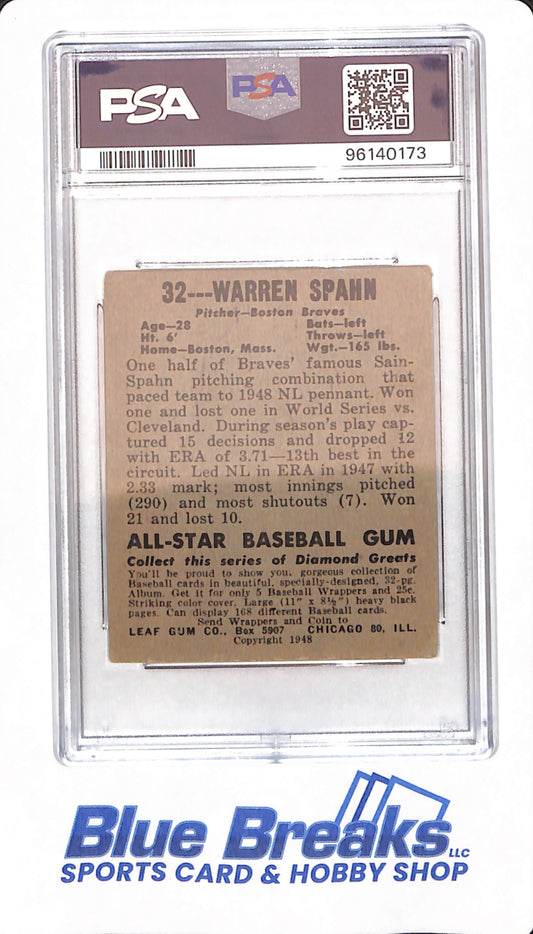 PSA
PSA
96140173
32---WARREN SPAHN
Pitcher—Boston Braves
Age—28 Bats—left
Ht. 6' Throws—left
Home—Boston, Mass. Wgt.—165 lbs.
One half of Braves' famous Sain-
Spahn pitching combination that
paced team to 1948 NL pennant. Won
one and lost one in World Series vs.
Cleveland. During season's play cap-
tured 15 decisions and dropped 12
with ERA of 3.71—13th best in the
circuit. Led NL in ERA in 1947 with
2.33 mark; most innings pitched
(290) and most shutouts (7). Won
21 and lost 10.
ALL-STAR BASEBALL GUM
Collect this series of Diamond Greats
You'll be proud to show you, gorgeous collection of
Baseball cards in beautiful, specially-designed, 32-pg.
Album. Get it for only 5 Baseball Wrappers and 25c.
Striking color cover. Large (11" x 8½") heavy black
pages. Can display 168 different Baseball cards.
Send Wrappers and Coin to
LEAF GUM CO., Box 5907 CHICAGO 80, ILL.
Copyright 1948
Blue Breaks LLC
SPORTS CARD & HOBBY SHOP